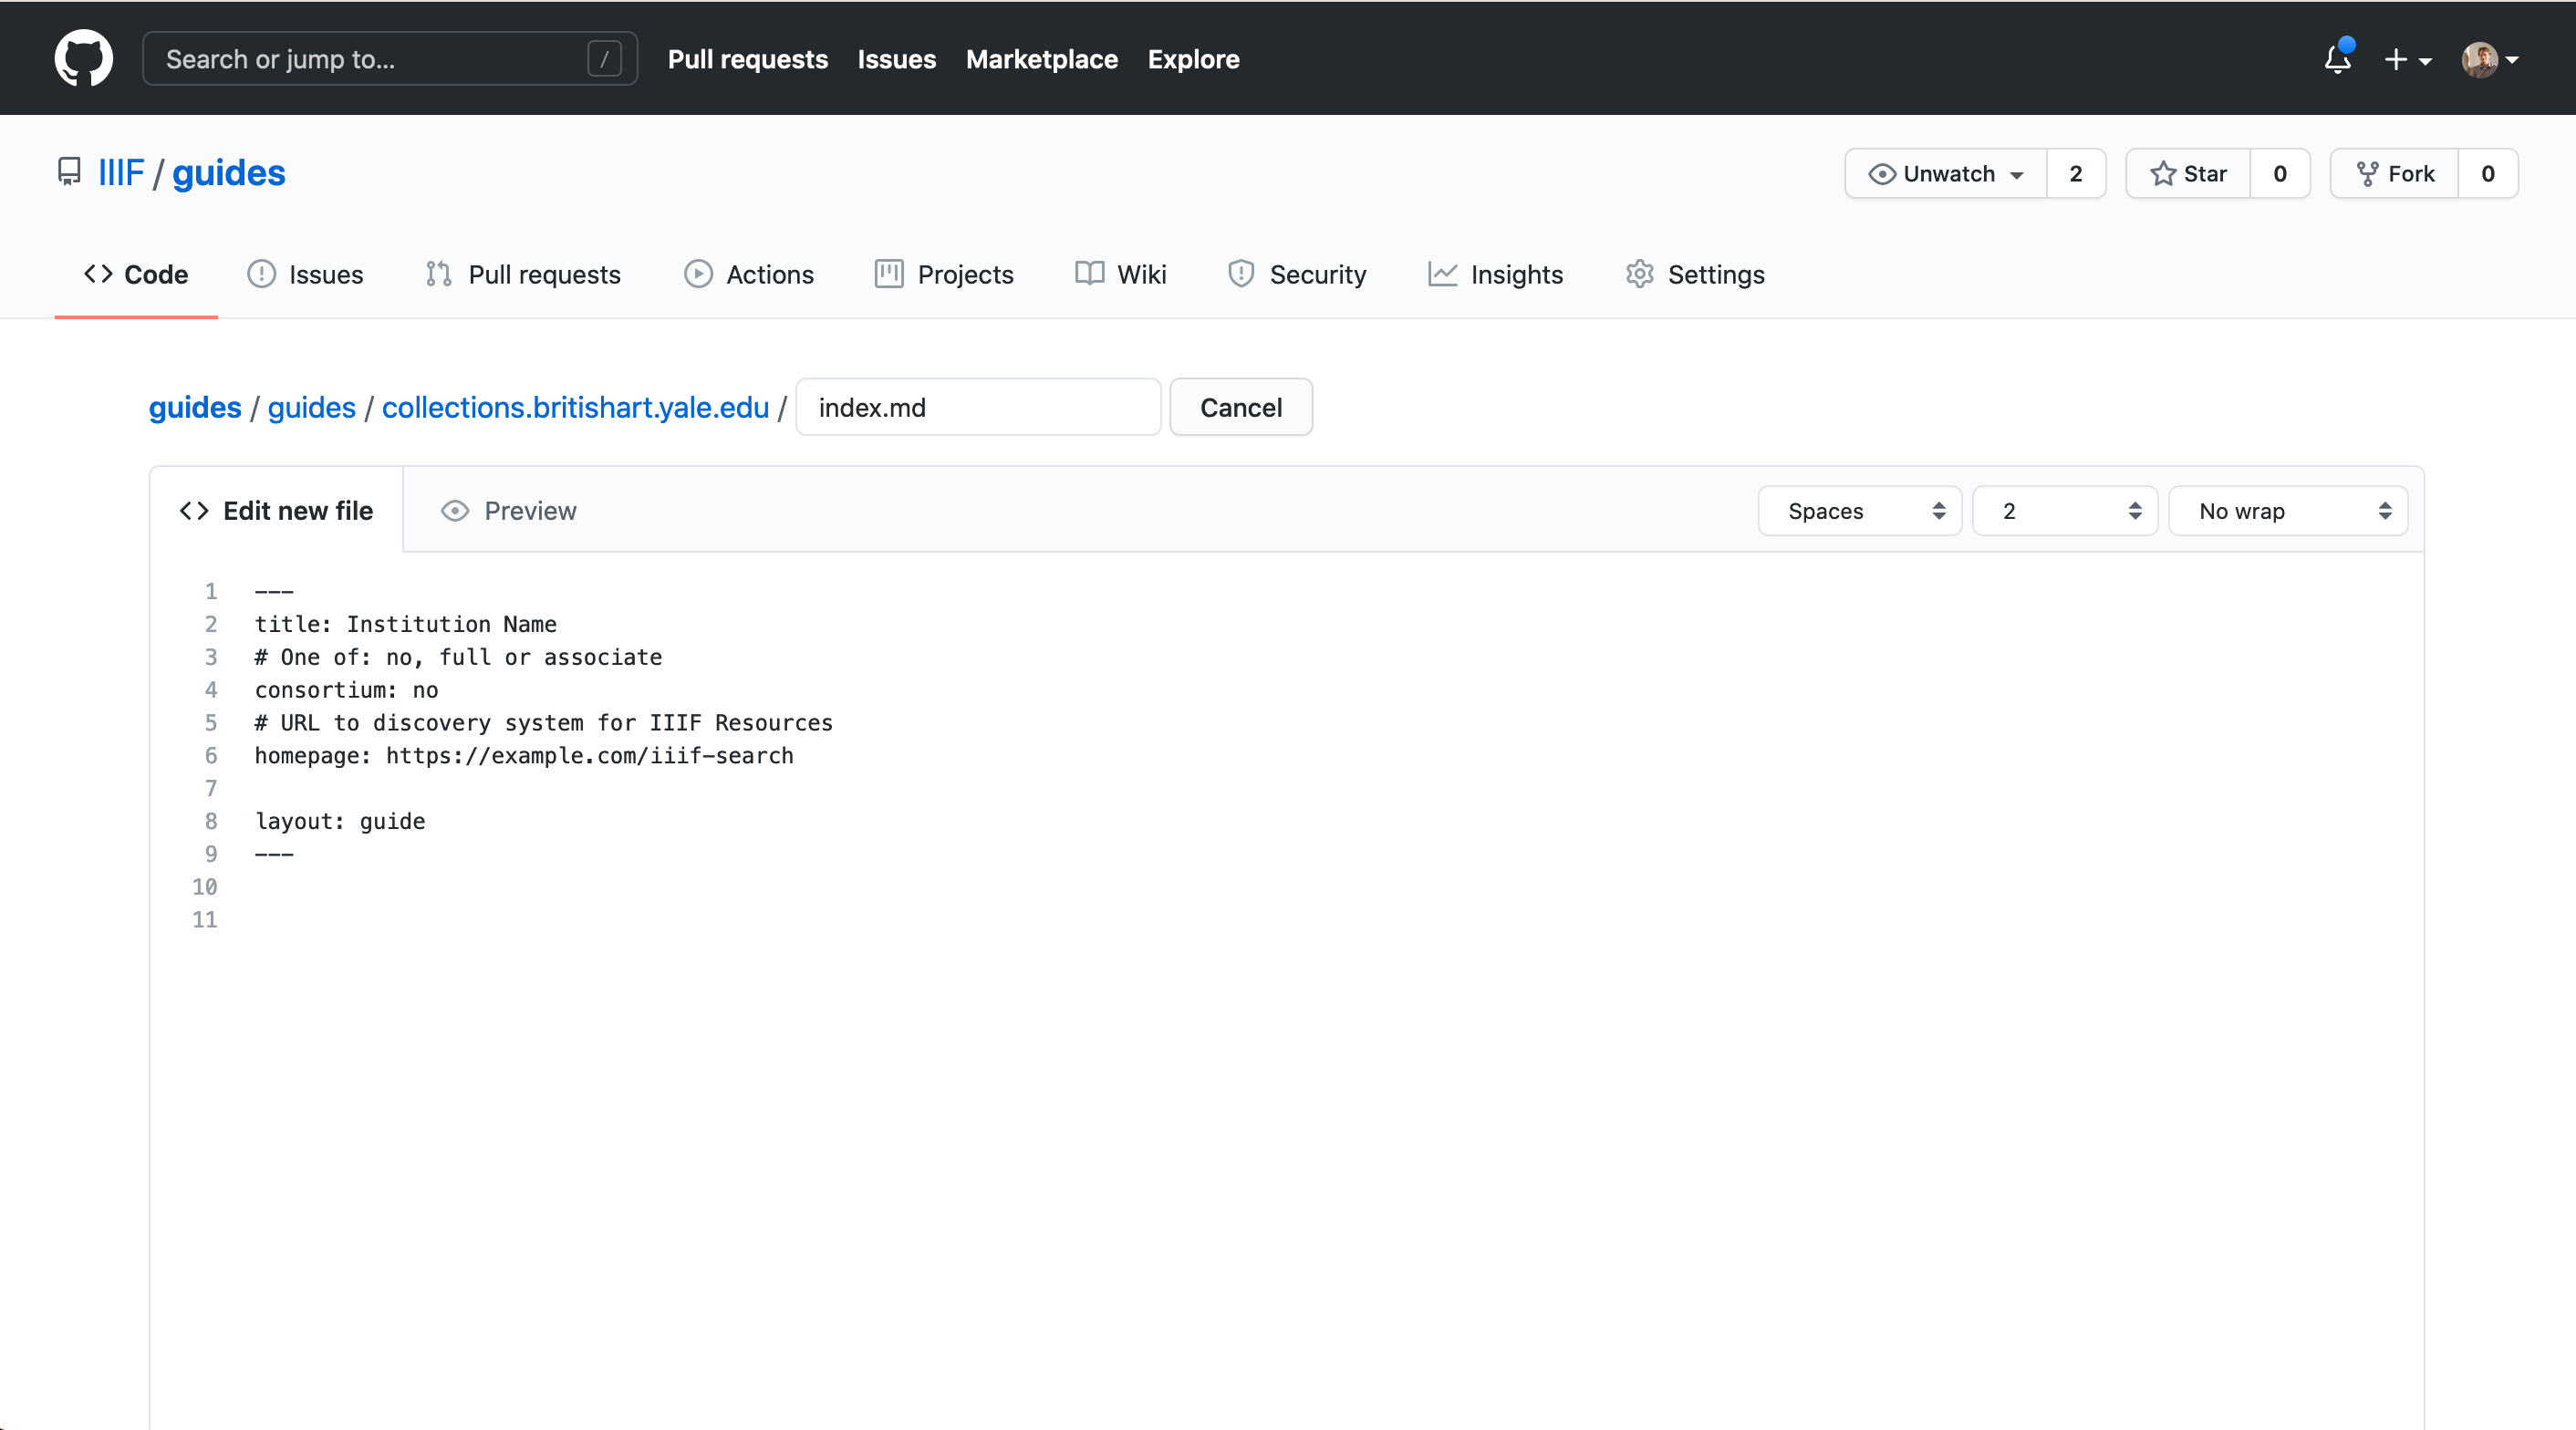 Search or jump to... / Pull requests Issues Marketplace Explore
IIIF / guides Unwatch 2 Star 0 Fork 0
Code Issues Pull requests Actions Projects Wiki Security Insights Settings
guides / guides / collections.britishart.yale.edu / index.md Cancel
Edit new file Preview Spaces 2 No wrap
1 ---
2 title: Institution Name
3 # One of: no, full or associate
4 consortium: no
5 # URL to discovery system for IIIF Resources
6 homepage: https://example.com/iiif-search
7
8 layout: guide
9 ---
10
11